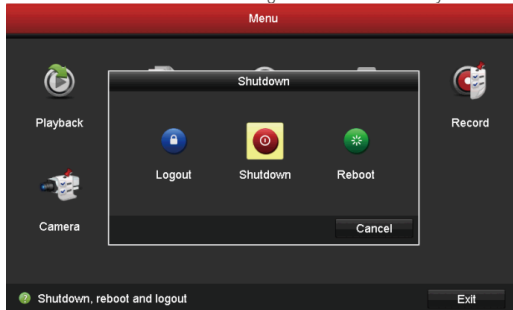 Menu
Shutdown
Playback
Record
Logout
Shutdown
Reboot
Camera
Cancel
Shutdown, reboot and logout
Exit